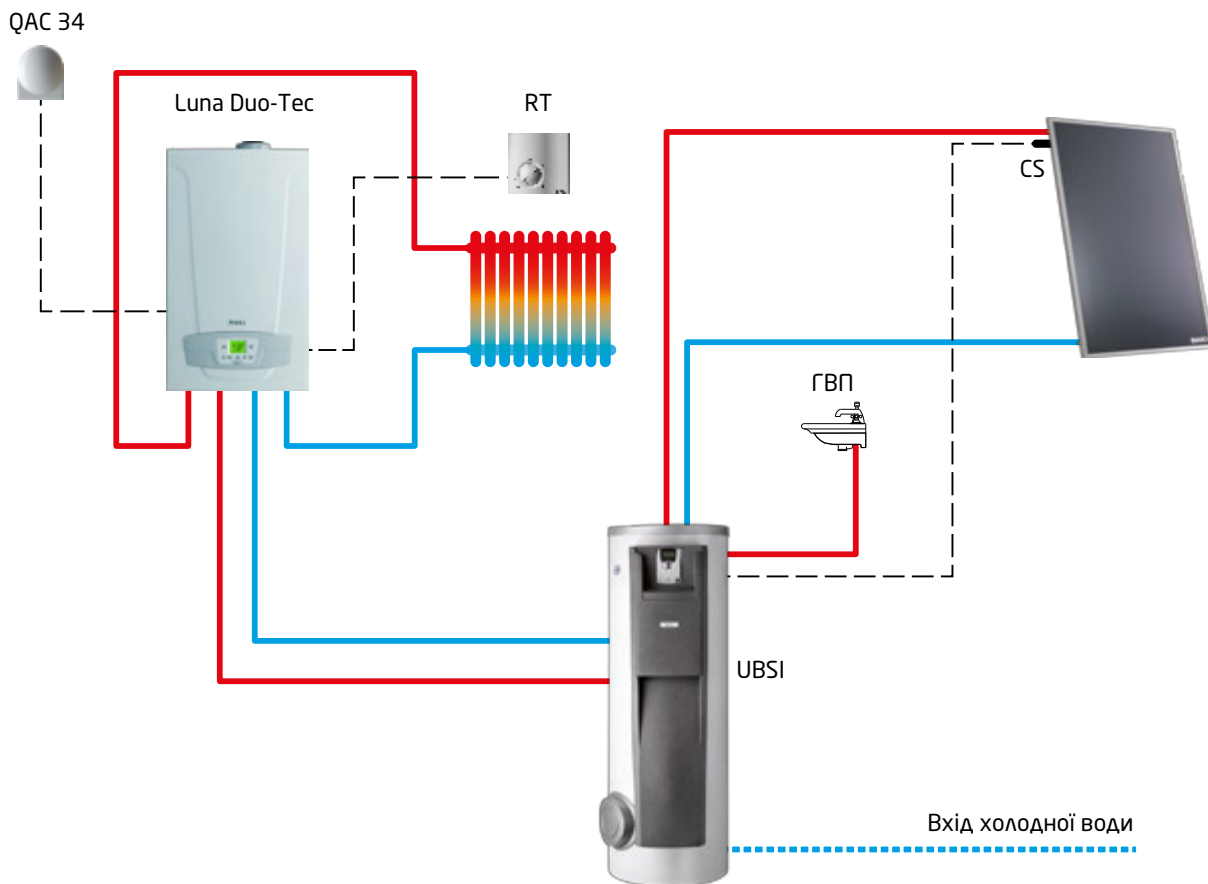 QAC 34
Luna Duo-Tec
RT
CS
ГВП
UBSI
Вхід холодної води